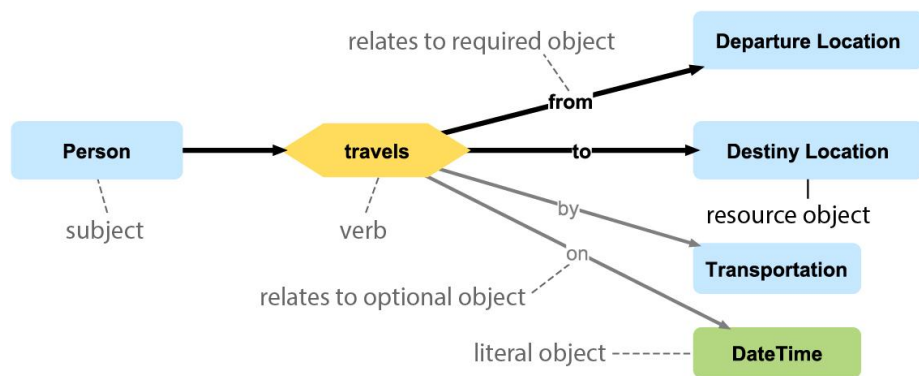 relates to required object
Departure Location
from
Person
travels
to
Destiny Location
subject
verb
by
resource object
on
Transportation
relates to optional object
literal object
DateTime